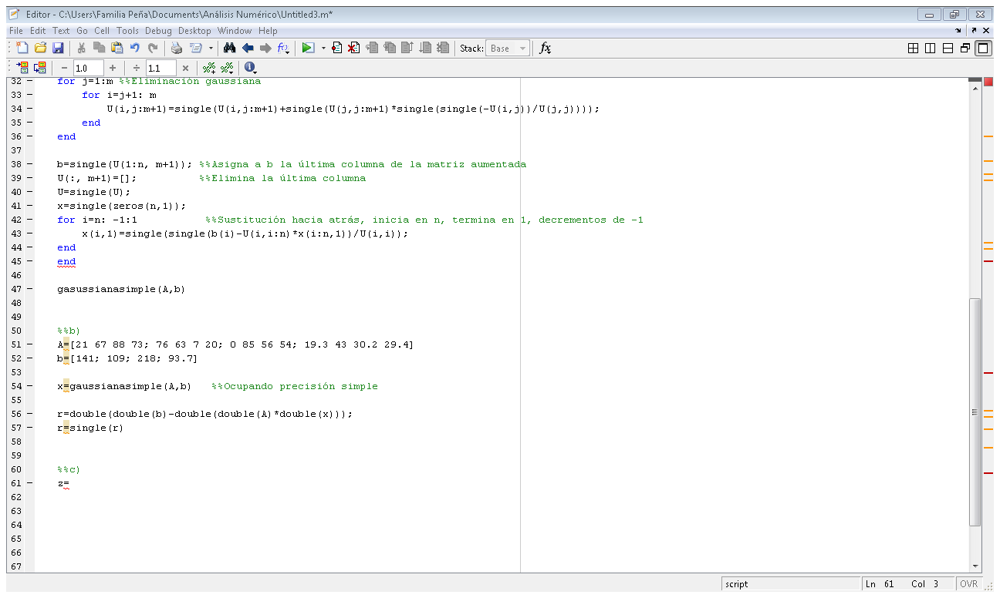 Editor - C:\Users\Familia Peña\Documents\Análisis Numérico\Untitled3.m*
File Edit Text Go Cell Tools Debug Desktop Window Help
Stack: Base fx
− 1.0 + ÷ 1.1 ×
32 − for j=1:m %%Eliminación gaussiana
33 − for i=j+1: m
34 − U(i,j:m+1)=single(U(i,j:m+1)+single(U(j,j:m+1)*single(single(-U(i,j))/U(j,j))));
35 − end
36 − end
37
38 − b=single(U(1:n, m+1)); %%Asigna a b la última columna de la matriz aumentada
39 − U(:, m+1)=[]; %%Elimina la última columna
40 − U=single(U);
41 − x=single(zeros(n,1));
42 − for i=n: -1:1 %%Sustitución hacia atrás, inicia en n, termina en 1, decrementos de -1
43 − x(i,1)=single(single(b(i)-U(i,i:n)*x(i:n,1))/U(i,i));
44 − end
45 − end
46
47 − gasussianasimple(A,b)
48
49
50 %%b)
51 − A=[21 67 88 73; 76 63 7 20; 0 85 56 54; 19.3 43 30.2 29.4]
52 − b=[141; 109; 218; 93.7]
53
54 − x=gaussianasimple(A,b) %%Ocupando precisión simple
55
56 − r=double(double(b)-double(double(A)*double(x)));
57 − r=single(r)
58
59
60 %%c)
61 − z=
62
63
64
65
66
67
script Ln 61 Col 3 OVR